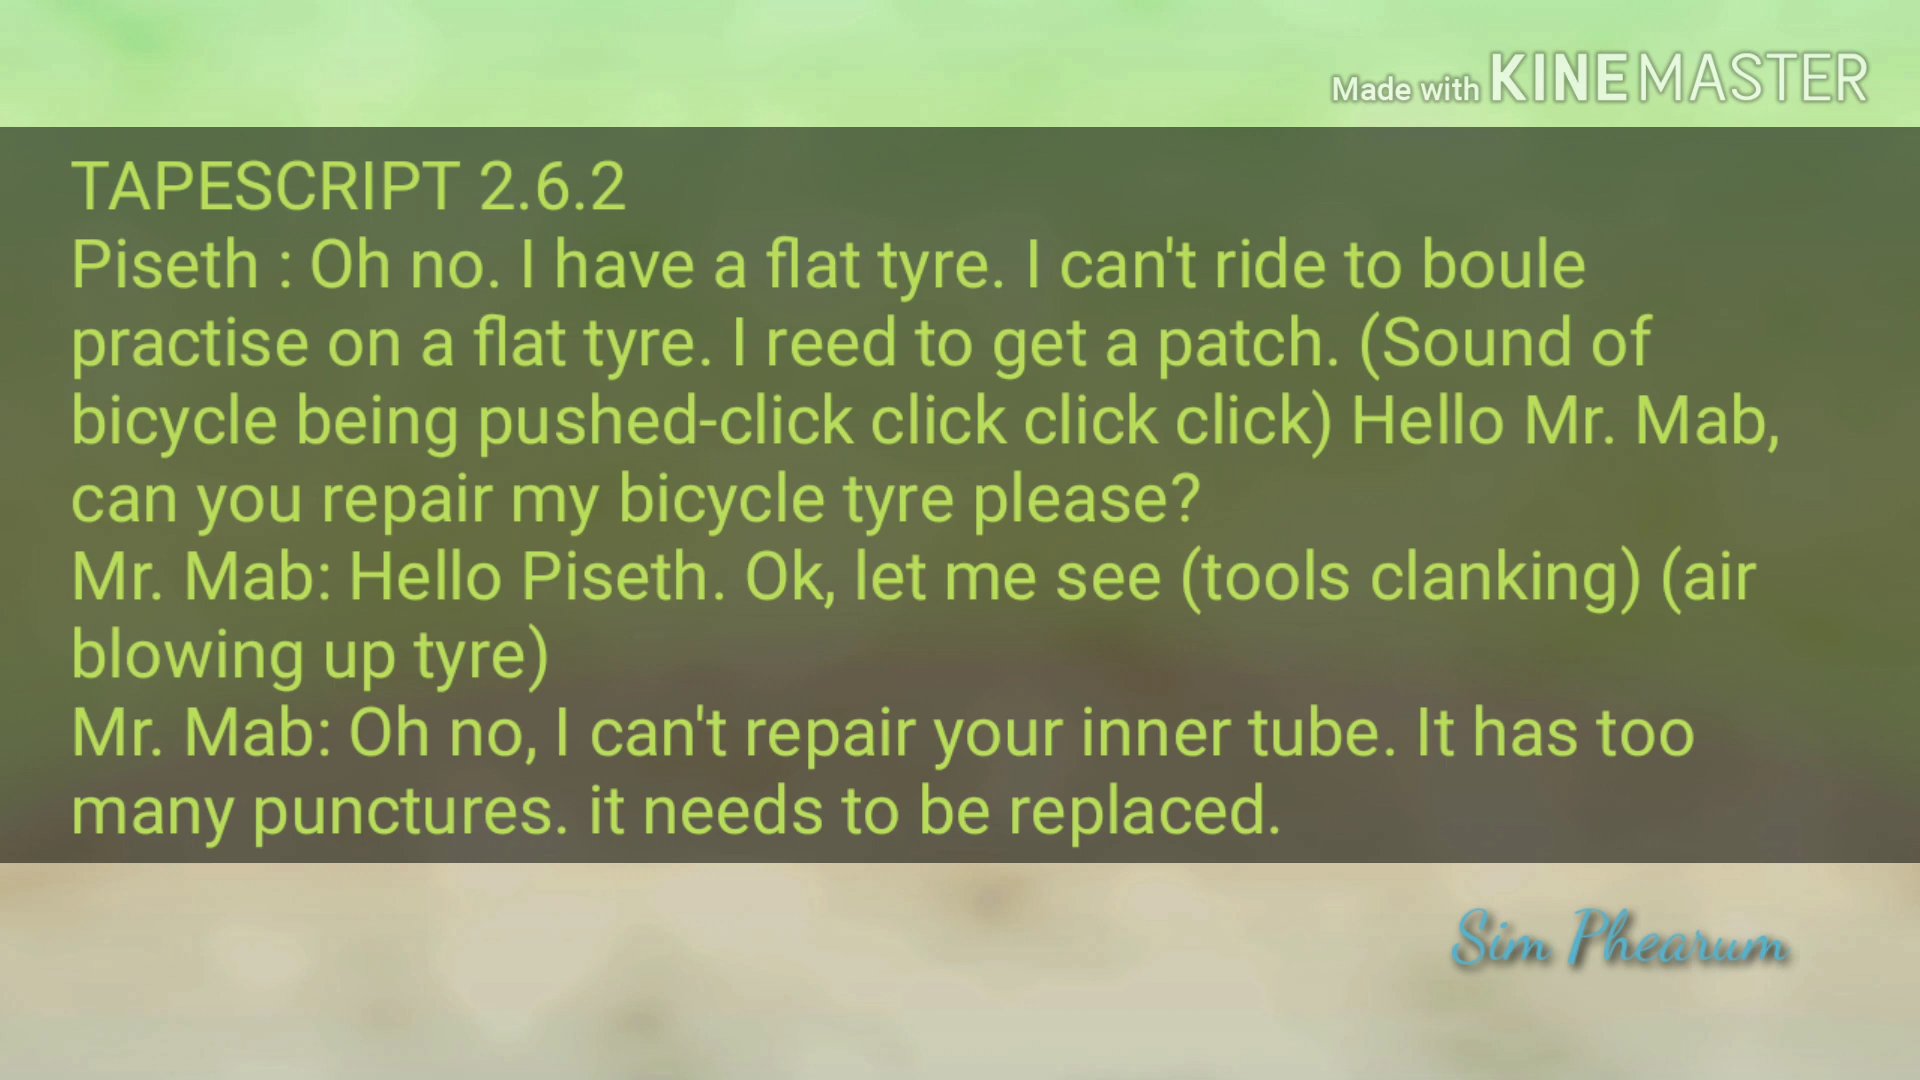 Made with KINEMASTER
TAPESCRIPT 2.6.2
Piseth : Oh no. I have a flat tyre. I can't ride to boule
practise on a flat tyre. I reed to get a patch. (Sound of
bicycle being pushed-click click click click) Hello Mr. Mab,
can you repair my bicycle tyre please?
Mr. Mab: Hello Piseth. Ok, let me see (tools clanking) (air
blowing up tyre)
Mr. Mab: Oh no, I can't repair your inner tube. It has too
many punctures. it needs to be replaced.
Sim Phearum